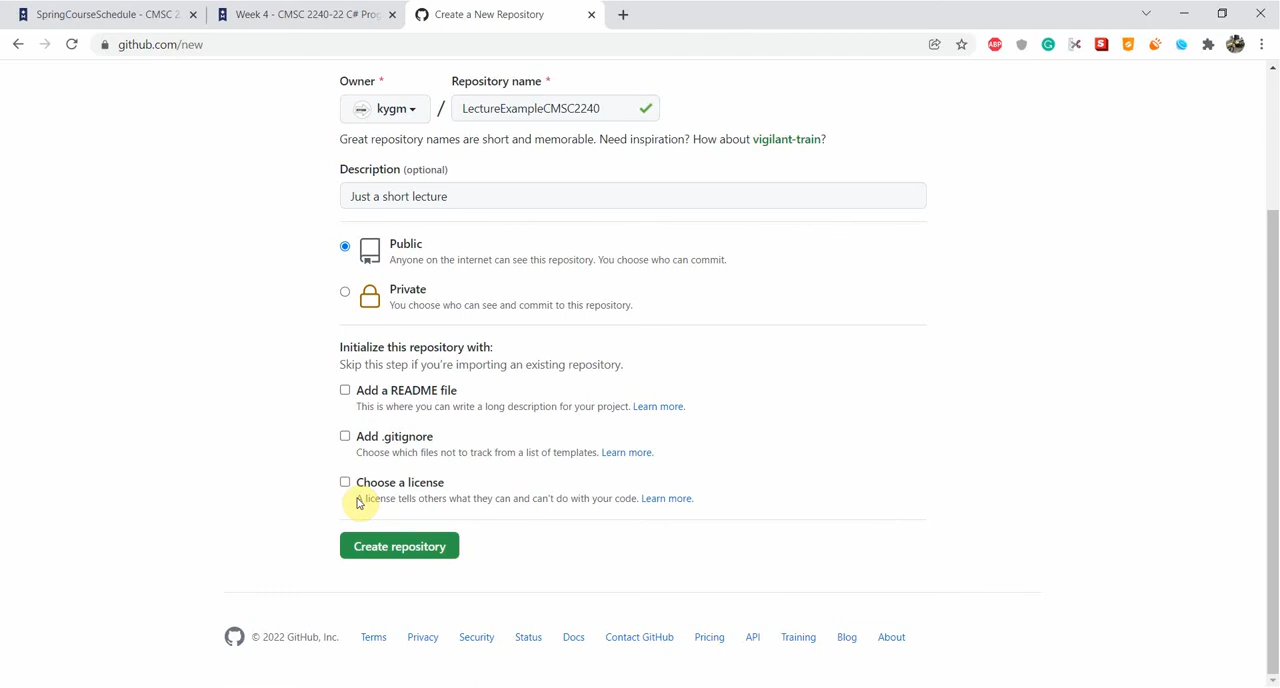 SpringCourseSchedule - CMSC 2
Week 4 - CMSC 2240-22 C# Prog
Create a New Repository
github.com/new
ABP
Owner *
Repository name *
kygm
/
LectureExampleCMSC2240
Great repository names are short and memorable. Need inspiration? How about vigilant-train?
Description (optional)
Just a short lecture
Public
Anyone on the internet can see this repository. You choose who can commit.
Private
You choose who can see and commit to this repository.
Initialize this repository with:
Skip this step if you're importing an existing repository.
Add a README file
This is where you can write a long description for your project. Learn more.
Add .gitignore
Choose which files not to track from a list of templates. Learn more.
Choose a license
A license tells others what they can and can't do with your code. Learn more.
Create repository
© 2022 GitHub, Inc.
Terms
Privacy
Security
Status
Docs
Contact GitHub
Pricing
API
Training
Blog
About